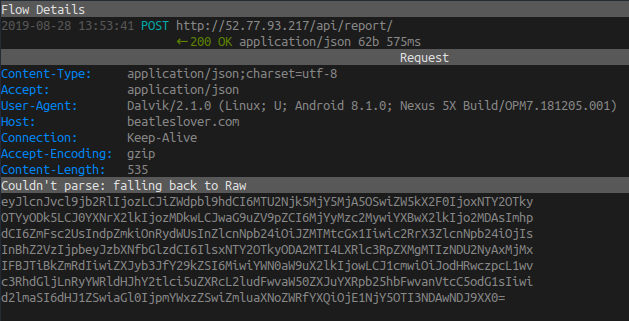 Flow Details
2019-08-28 13:53:41 POST http://52.77.93.217/api/report/
←200 OK application/json 62b 575ms
Request
Content-Type: application/json;charset=utf-8
Accept: application/json
User-Agent: Dalvik/2.1.0 (Linux; U; Android 8.1.0; Nexus 5X Build/OPM7.181205.001)
Host: beatleslover.com
Connection: Keep-Alive
Accept-Encoding: gzip
Content-Length: 535
Couldn't parse: falling back to Raw
eyJlcnJvcl9jb2RlIjozLCJiZWdpbl9hdCI6MTU2Njk5MjY5MjA5OSwiZW5kX2F0IjoxNTY2OTky
OTYyODk5LCJ0YXNrX2lkIjozMDkwLCJwaG9uZV9pZCI6MjYyMzc2MywiYXBwX2lkIjo2MDAsImhp
dCI6ZmFsc2UsIndpZmkiOnRydWUsInZlcnNpb24iOiJZMTMtcGx1Iiwic2RrX3ZlcnNpb24iOjIs
InBhZ2VzIjpbeyJzbXNfbGlzdCI6IlsxNTY2OTkyODA2MTI4LXRlc3RpZXMgMTIzNDU2NyAxMjMx
IFBJTiBkZmRdIiwiZXJyb3JfY29kZSI6MiwiYWN0aW9uX2lkIjowLCJ1cmwiOiJodHRwczpcL1wv
c3RhdGljLnRyYWRldHJhY2tlci5uZXRcL2ludFwvaW50ZXJuYXRpb25hbFwvanVtcC5odG1sIiwi
d2lmaSI6dHJ1ZSwiaGl0IjpmYWxzZSwiZmluaXNoZWRfYXQiOjE1NjY5OTI3NDAwNDJ9XX0=